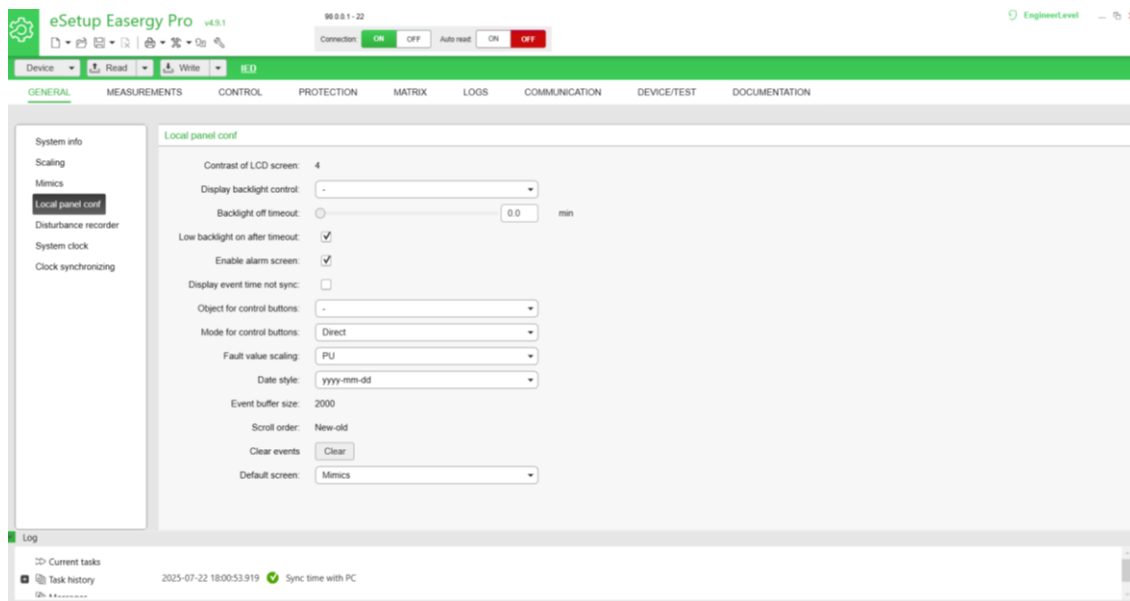 eSetup Easergy Pro v4.9.1
90.0.0.1 - 22
EngineerLevel
Connection: ON OFF Auto read: ON OFF
Device Read Write IED
GENERAL MEASUREMENTS CONTROL PROTECTION MATRIX LOGS COMMUNICATION DEVICE/TEST DOCUMENTATION
System info
Scaling
Mimics
Local panel conf
Disturbance recorder
System clock
Clock synchronizing
Local panel conf
Contrast of LCD screen: 4
Display backlight control: -
Backlight off timeout: 0.0 min
Low backlight on after timeout:
Enable alarm screen:
Display event time not sync:
Object for control buttons: -
Mode for control buttons: Direct
Fault value scaling: PU
Date style: yyyy-mm-dd
Event buffer size: 2000
Scroll order: New-old
Clear events Clear
Default screen: Mimics
Log
Current tasks
Task history
2025-07-22 18:00:53.919 Sync time with PC